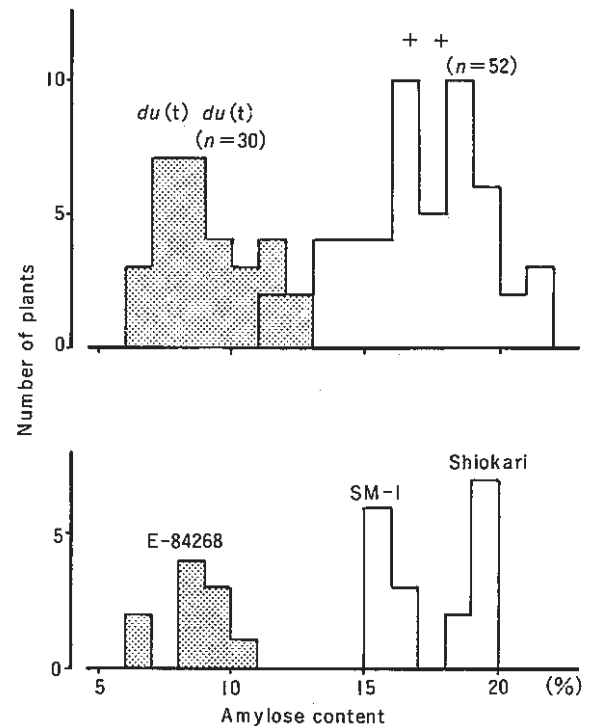 + +
(n=52)
10
du(t) du(t)
(n=30)
5
0
Number of plants
Shiokari
SM-I
E-84268
5
0
5 10 15 20 (%)
Amylose content